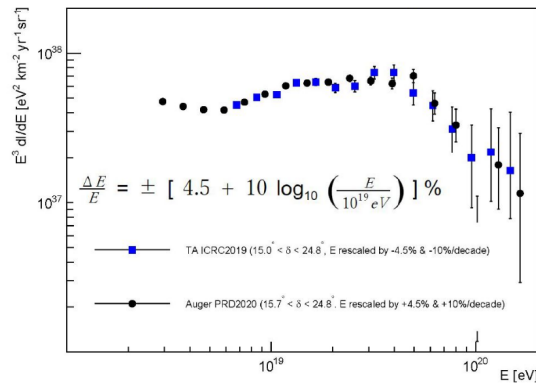 E³ dI/dE [eV² km⁻² yr⁻¹ sr⁻¹]
10³⁸
10³⁷
ΔE/E = ± [ 4.5 + 10 log₁₀ (E/10¹⁹ eV) ] %
TA ICRC2019 (15.0° < δ < 24.8°, E rescaled by -4.5% & -10%/decade)
Auger PRD2020 (15.7° < δ < 24.8°, E rescaled by +4.5% & +10%/decade)
10¹⁹
10²⁰
E [eV]